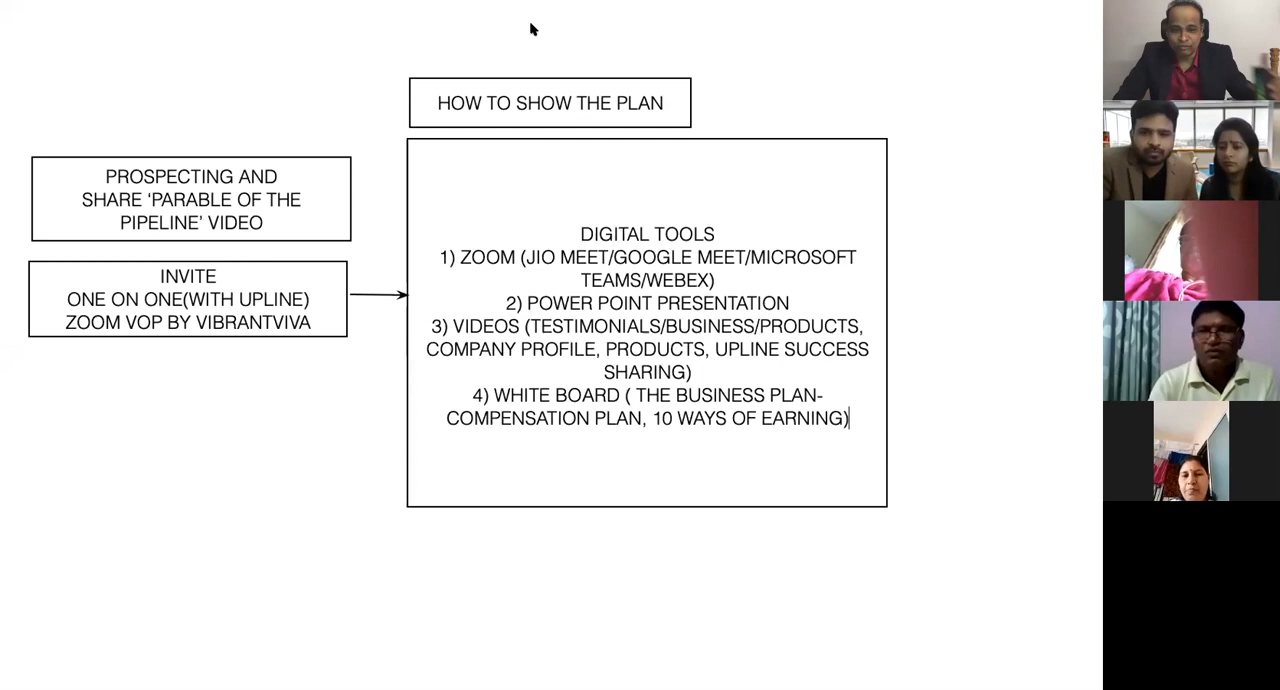 HOW TO SHOW THE PLAN
PROSPECTING AND
SHARE ‘PARABLE OF THE
PIPELINE’ VIDEO
INVITE
ONE ON ONE(WITH UPLINE)
ZOOM VOP BY VIBRANTVIVA
DIGITAL TOOLS
1) ZOOM (JIO MEET/GOOGLE MEET/MICROSOFT
TEAMS/WEBEX)
2) POWER POINT PRESENTATION
3) VIDEOS (TESTIMONIALS/BUSINESS/PRODUCTS,
COMPANY PROFILE, PRODUCTS, UPLINE SUCCESS
SHARING)
4) WHITE BOARD ( THE BUSINESS PLAN-
COMPENSATION PLAN, 10 WAYS OF EARNING)